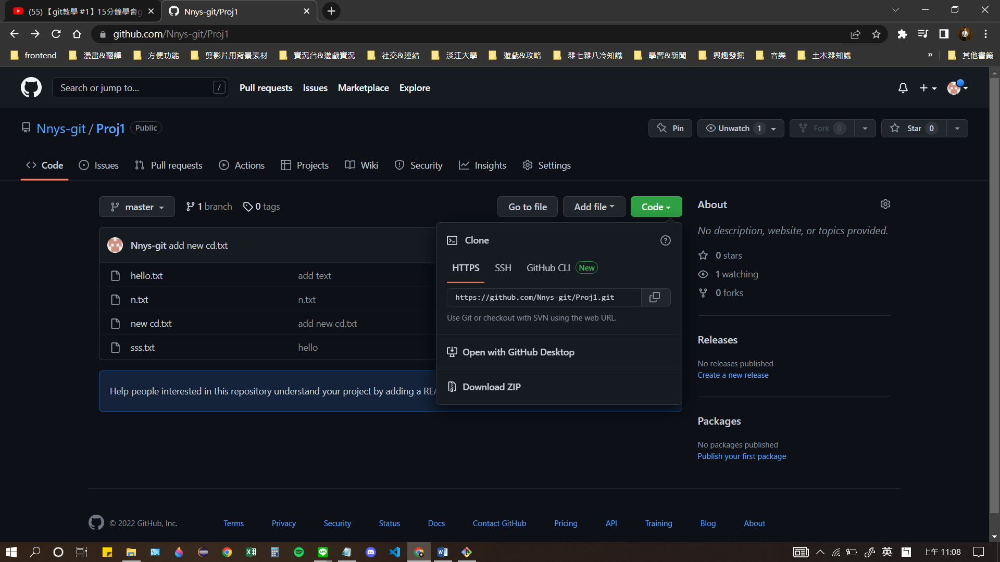 (55) 【git教學 #1】15分鐘學會g
Nnys-git/Proj1
github.com/Nnys-git/Proj1
frontend 漫畫&翻譯 方便功能 剪影片用背景素材 實況台&遊戲實況 社交&連結 淡江大學 遊戲&攻略 雜七雜八冷知識 學習&新聞 興趣發掘 音樂 土木雜知識 » 其他書籤
Search or jump to... / Pull requests Issues Marketplace Explore
Nnys-git / Proj1 Public Pin Unwatch 1 Fork 0 Star 0
Code Issues Pull requests Actions Projects Wiki Security Insights Settings
master 1 branch 0 tags Go to file Add file Code
Nnys-git add new cd.txt
hello.txt add text
n.txt n.txt
new cd.txt add new cd.txt
sss.txt hello
Help people interested in this repository understand your project by adding a REA
Clone
HTTPS SSH GitHub CLI New
https://github.com/Nnys-git/Proj1.git
Use Git or checkout with SVN using the web URL.
Open with GitHub Desktop
Download ZIP
About
No description, website, or topics provided.
0 stars
1 watching
0 forks
Releases
No releases published
Create a new release
Packages
No packages published
Publish your first package
© 2022 GitHub, Inc. Terms Privacy Security Status Docs Contact GitHub Pricing API Training Blog About
英 上午 11:08